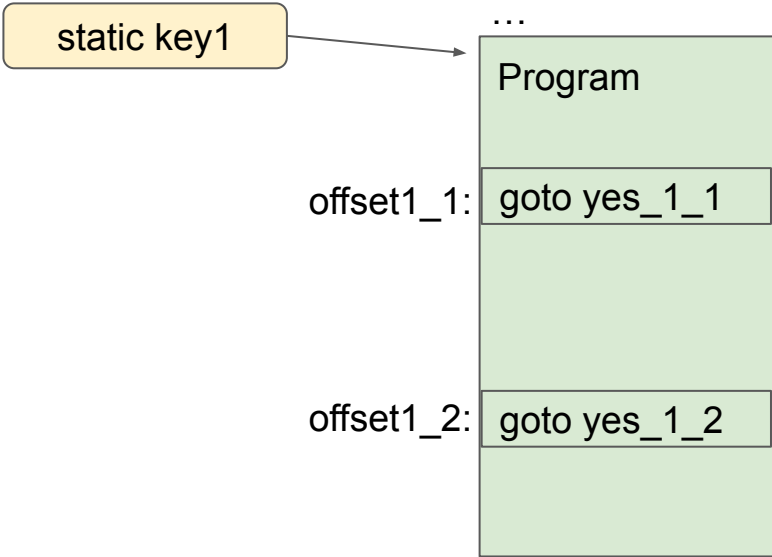 ...
static key1
Program
offset1_1:
goto yes_1_1
offset1_2:
goto yes_1_2